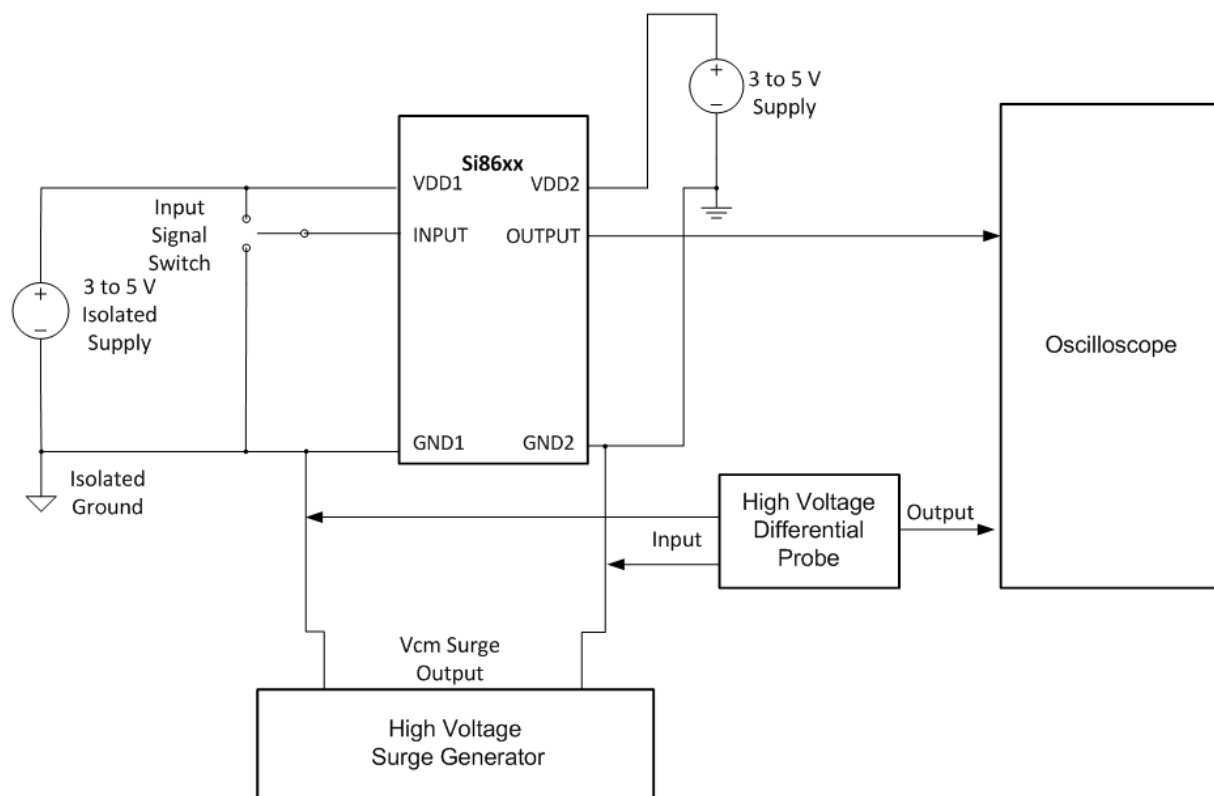 +
−
3 to 5 V
Supply
Si86xx
VDD1
VDD2
Input
Signal
Switch
INPUT
OUTPUT
+
−
3 to 5 V
Isolated
Supply
Oscilloscope
GND1
GND2
Isolated
Ground
High Voltage
Differential
Probe
Input
Output
Vcm Surge
Output
High Voltage
Surge Generator